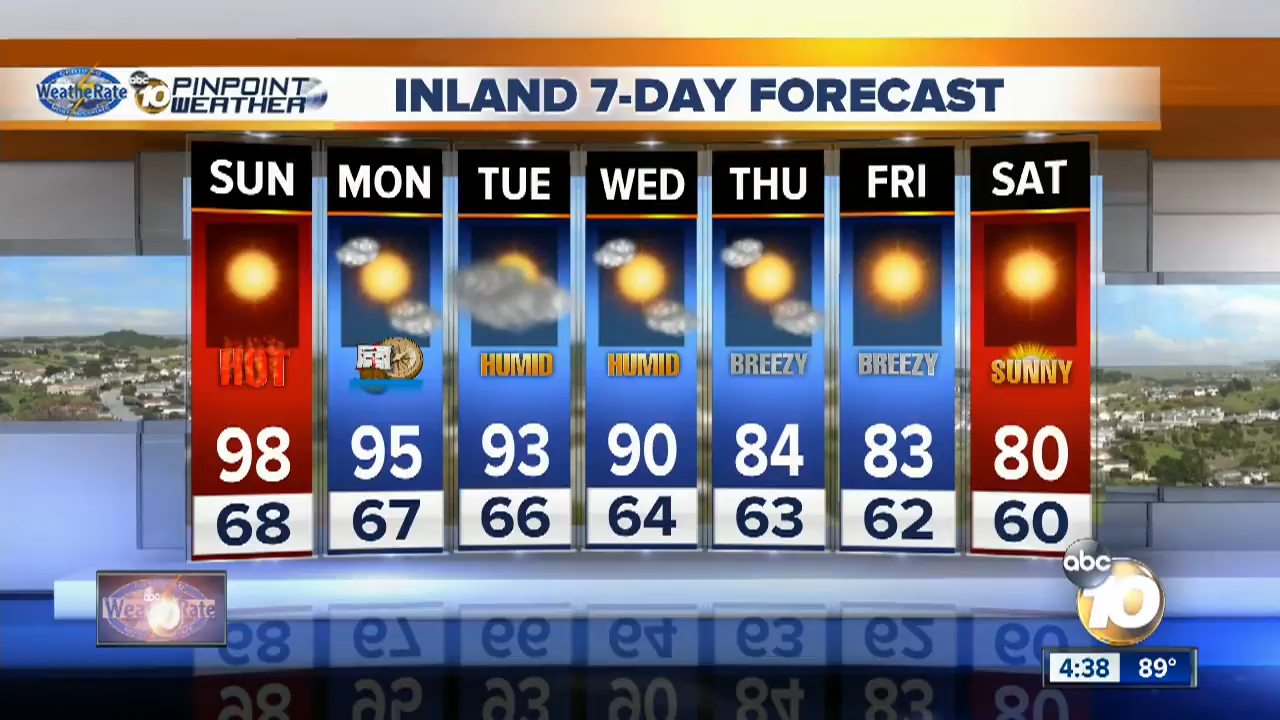 WeatheRate
abc 10 PINPOINT WEATHER
INLAND 7-DAY FORECAST
SUN MON TUE WED THU FRI SAT
HOT HUMID HUMID BREEZY BREEZY SUNNY
98 95 93 90 84 83 80
68 67 66 64 63 62 60
abc
10
4:38 89°